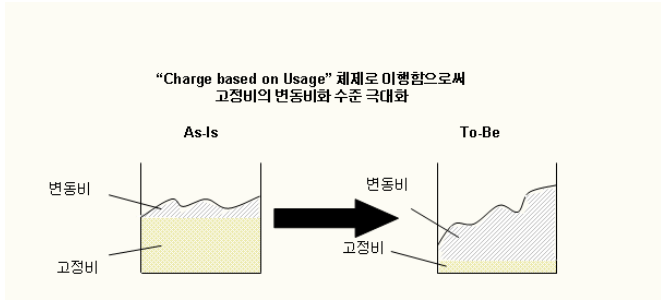 “Charge based on Usage” 체제로 이행함으로써
고정비의 변동비화 수준 극대화
As-Is
To-Be
변동비
고정비
변동비
고정비